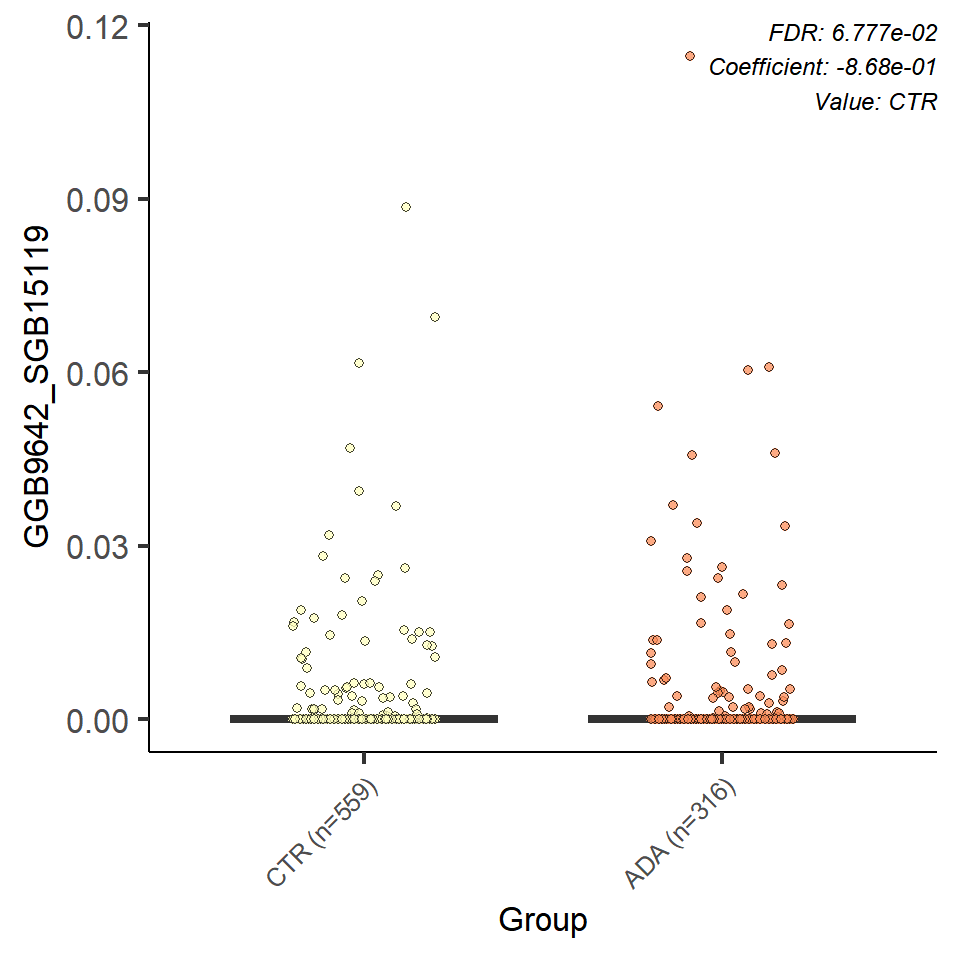 FDR: 6.777e-02
Coefficient: -8.68e-01
Value: CTR
0.12
0.09
0.06
0.03
0.00
GGB9642_SGB15119
CTR (n=559)
ADA (n=316)
Group